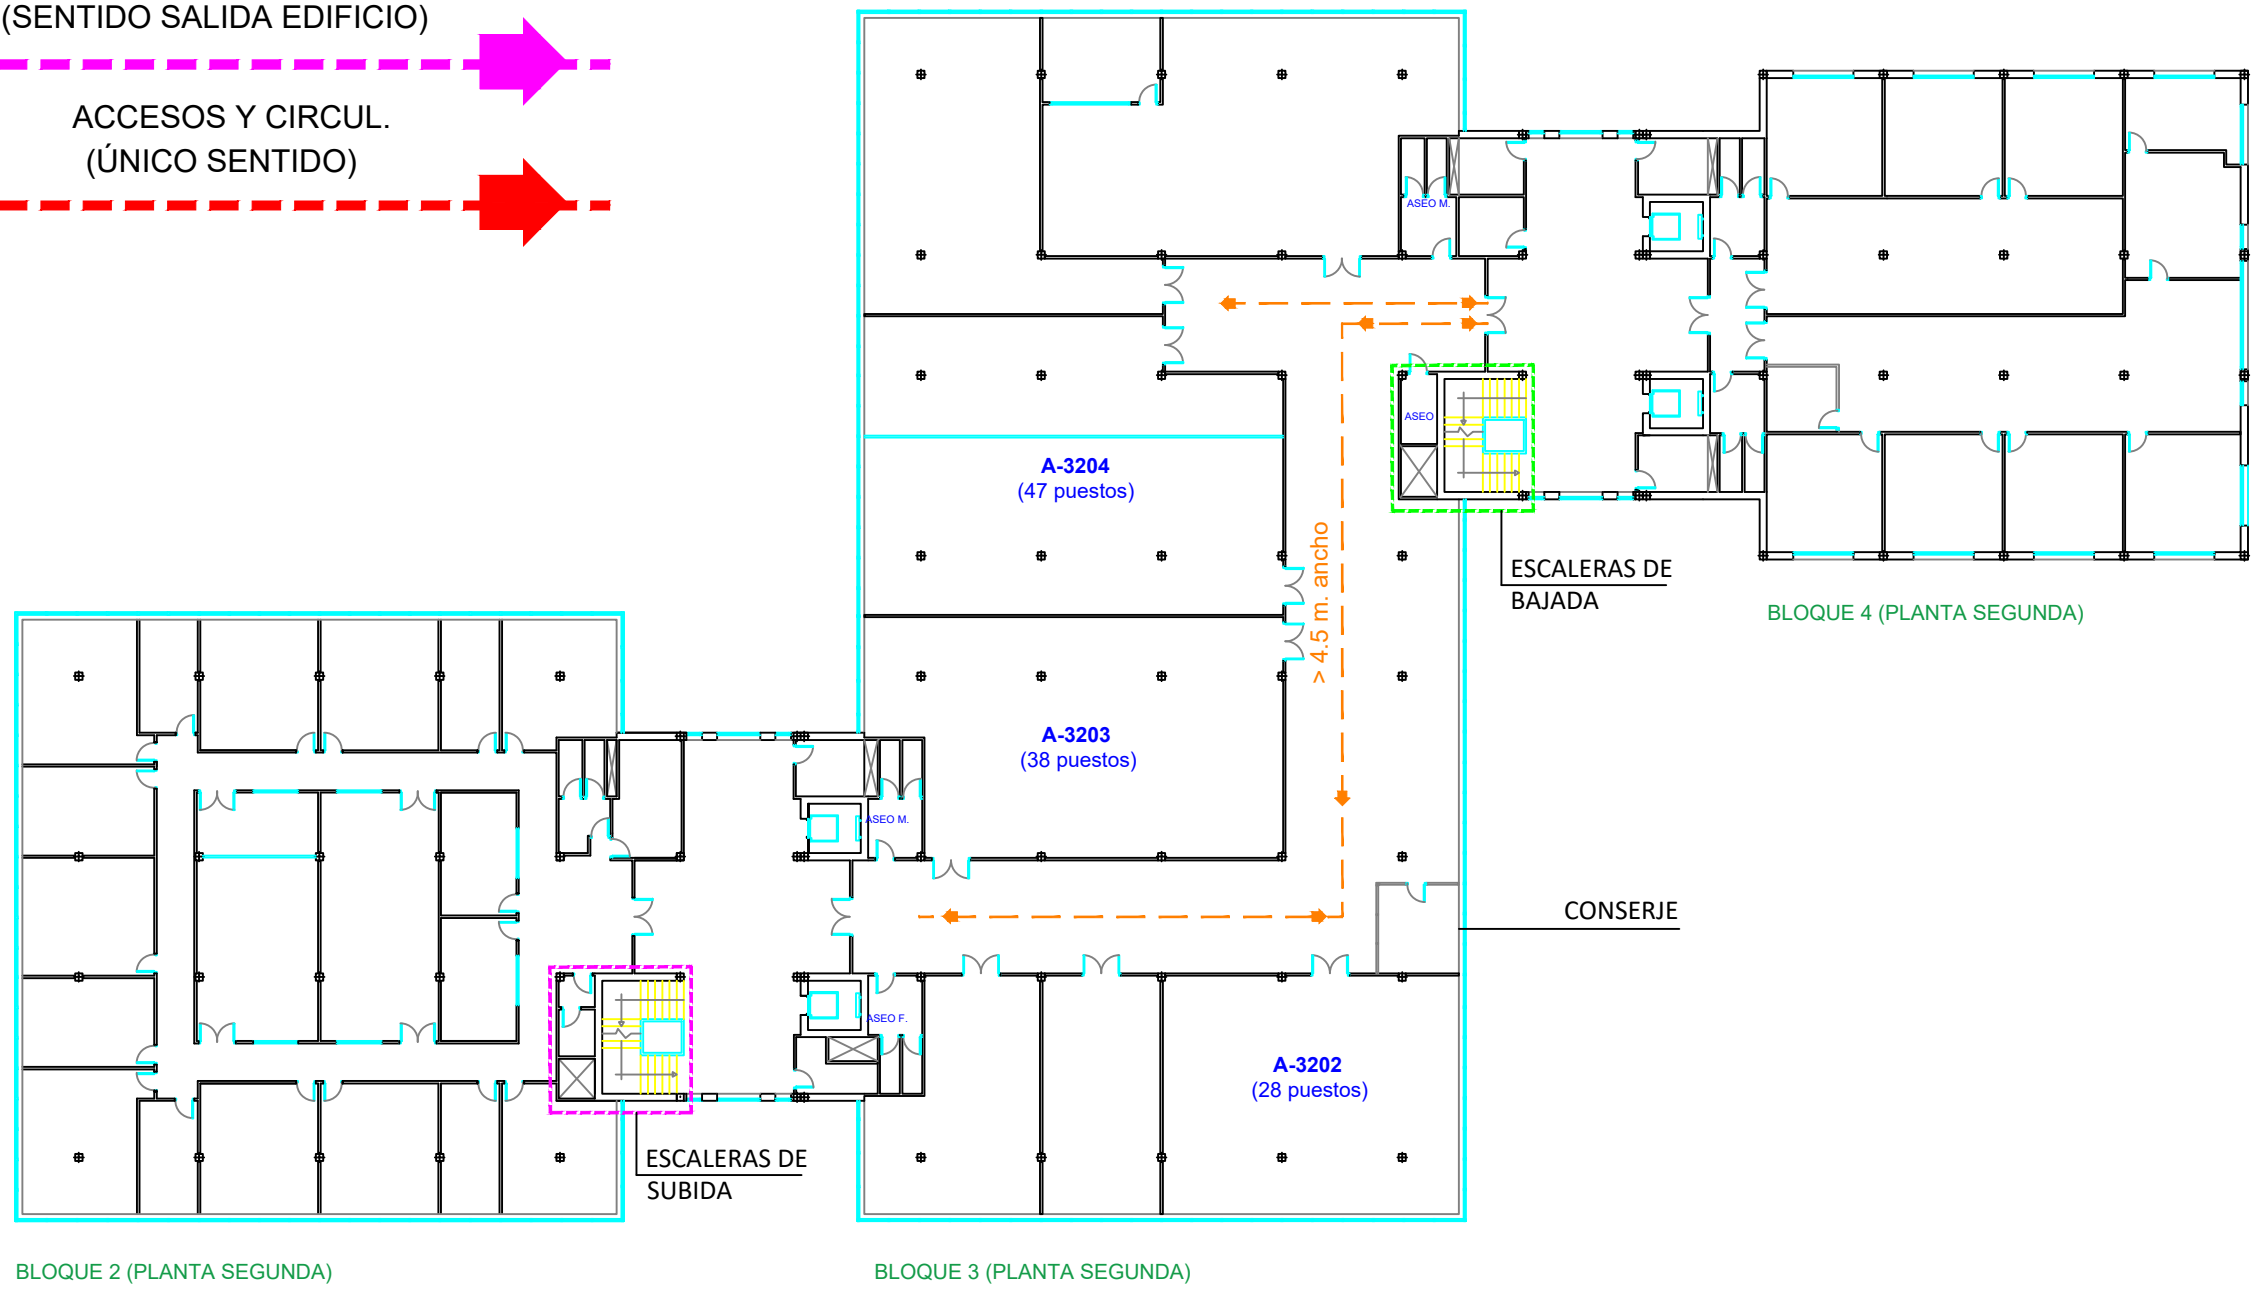 (SENTIDO SALIDA EDIFICIO)
ACCESOS Y CIRCUL.
(ÚNICO SENTIDO)
ASEO M.
ASEO
A-3204
(47 puestos)
> 4.5 m. ancho
ESCALERAS DE
BAJADA
BLOQUE 4 (PLANTA SEGUNDA)
A-3203
(38 puestos)
ASEO M.
CONSERJE
ASEO F.
A-3202
(28 puestos)
ESCALERAS DE
SUBIDA
BLOQUE 2 (PLANTA SEGUNDA)
BLOQUE 3 (PLANTA SEGUNDA)